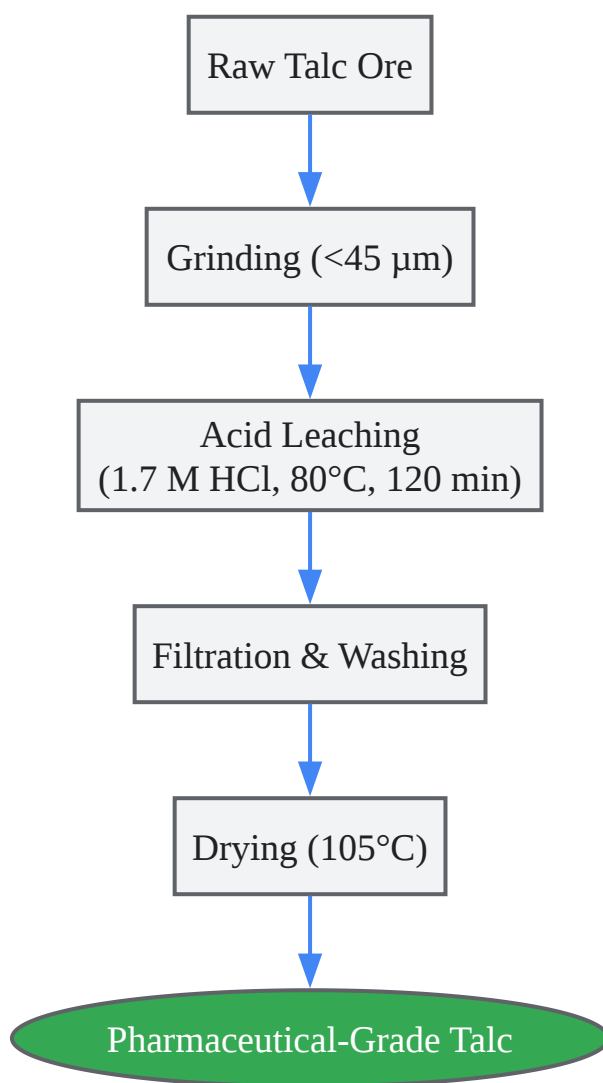 Raw Talc Ore
Grinding (<45 µm)
Acid Leaching
(1.7 M HCl, 80°C, 120 min)
Filtration & Washing
Drying (105°C)
Pharmaceutical-Grade Talc